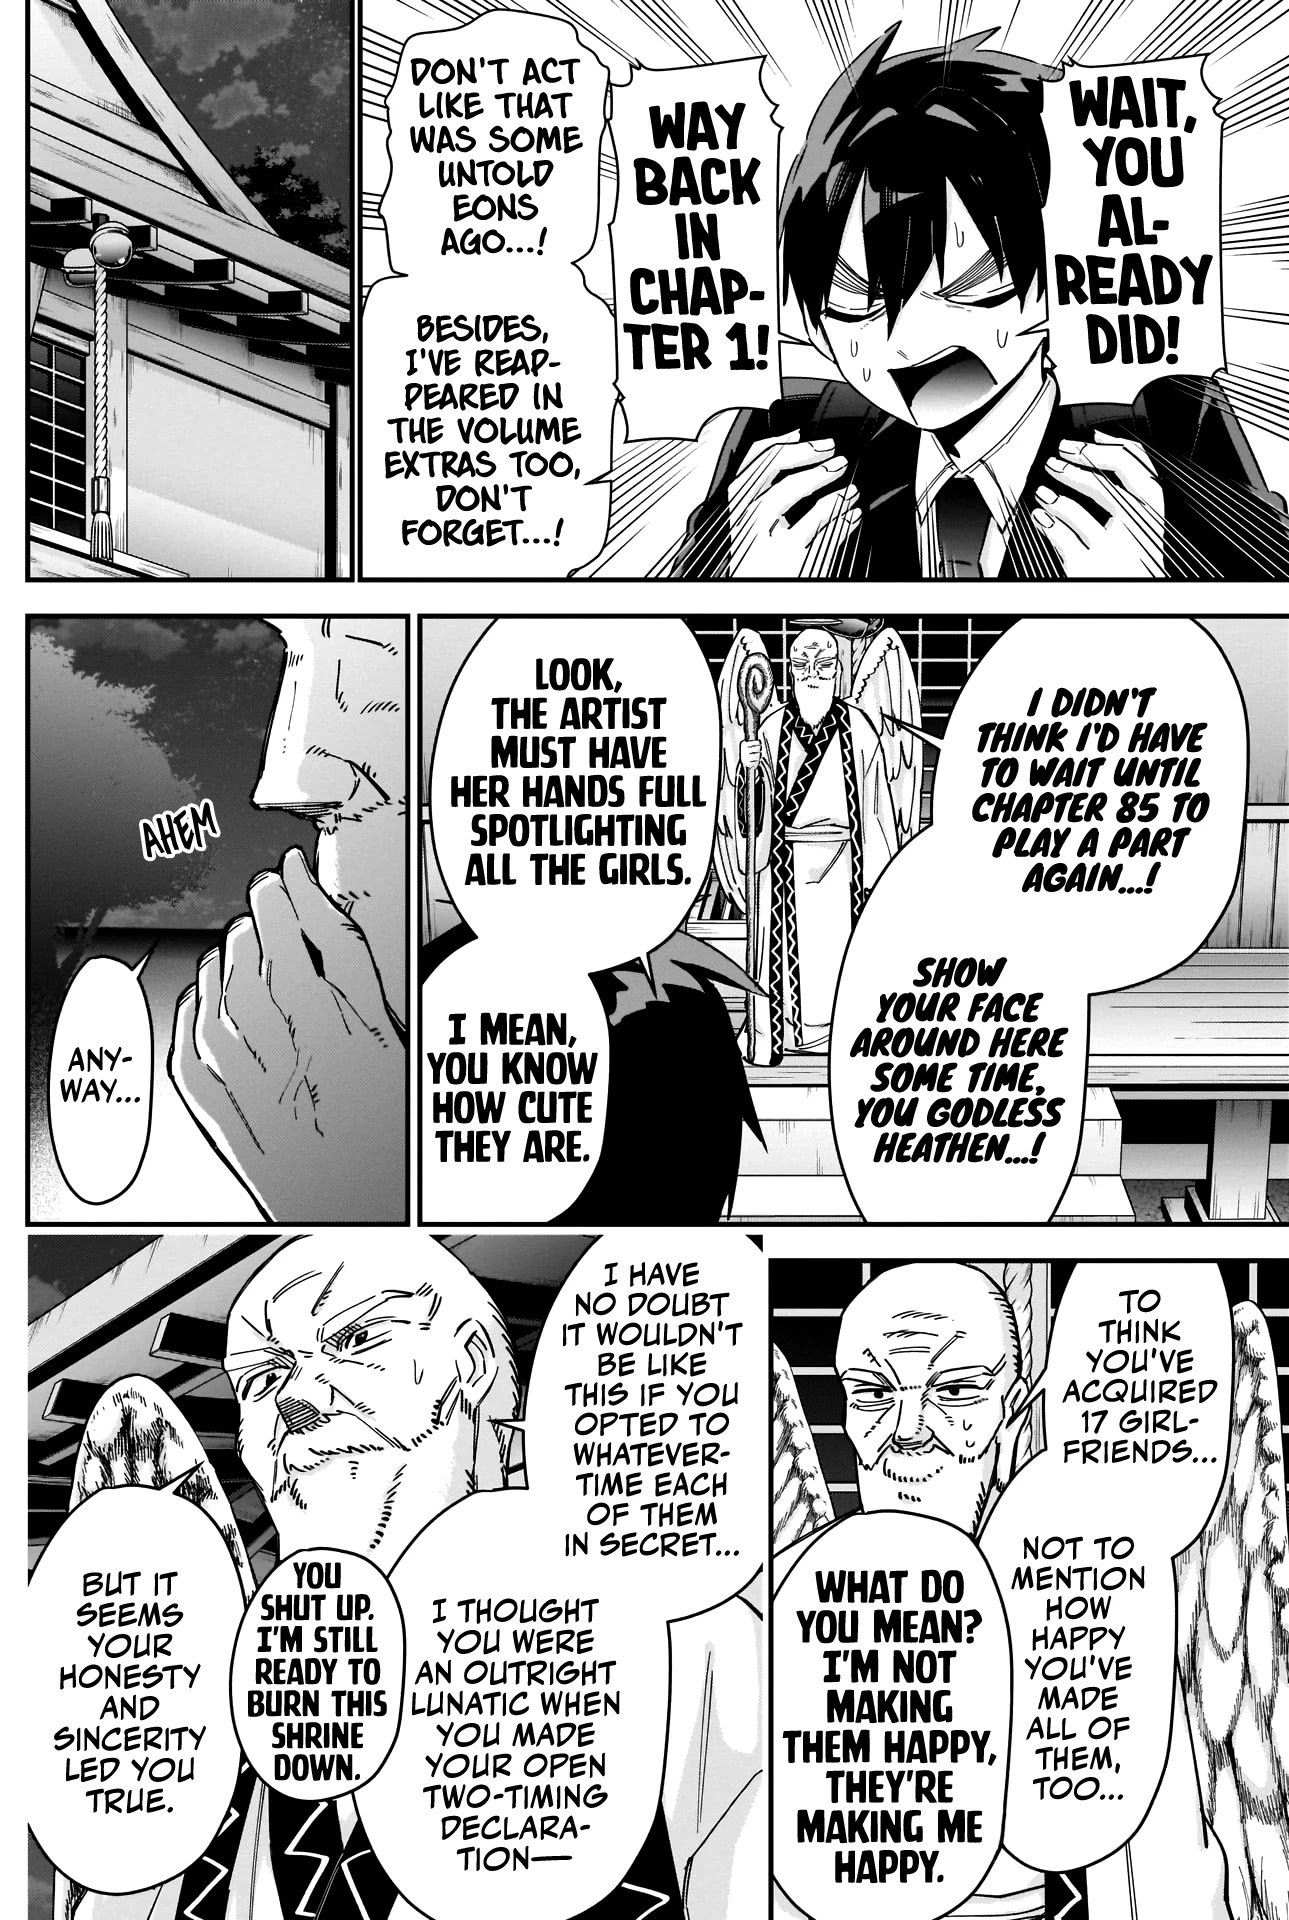 WAIT,
YOU
AL-
READY
DID!
WAY
BACK
IN
CHAP-
TER 1!
DON'T ACT
LIKE THAT
WAS SOME
UNTOLD
EONS
AGO...!
BESIDES,
I'VE REAP-
PEARED IN
THE VOLUME
EXTRAS TOO,
DON'T
FORGET...!
I DIDN'T
THINK I'D HAVE
TO WAIT UNTIL
CHAPTER 85 TO
PLAY A PART
AGAIN...!
SHOW
YOUR FACE
AROUND HERE
SOME TIME,
YOU GODLESS
HEATHEN...!
LOOK,
THE ARTIST
MUST HAVE
HER HANDS FULL
SPOTLIGHTING
ALL THE GIRLS.
I MEAN,
YOU KNOW
HOW CUTE
THEY ARE.
AHEM
ANY-
WAY...
TO
THINK
YOU'VE
ACQUIRED
17 GIRL-
FRIENDS...
NOT TO
MENTION
HOW
HAPPY
YOU'VE
MADE
ALL OF
THEM,
TOO...
WHAT DO
YOU MEAN?
I'M NOT
MAKING
THEM HAPPY,
THEY'RE
MAKING ME
HAPPY.
I HAVE
NO DOUBT
IT WOULDN'T
BE LIKE
THIS IF YOU
OPTED TO
WHATEVER-
TIME EACH
OF THEM
IN SECRET...
I THOUGHT
YOU WERE
AN OUTRIGHT
LUNATIC WHEN
YOU MADE
YOUR OPEN
TWO-TIMING
DECLARA-
TION—
YOU
SHUT UP.
I'M STILL
READY TO
BURN THIS
SHRINE
DOWN.
BUT IT
SEEMS
YOUR
HONESTY
AND
SINCERITY
LED YOU
TRUE.